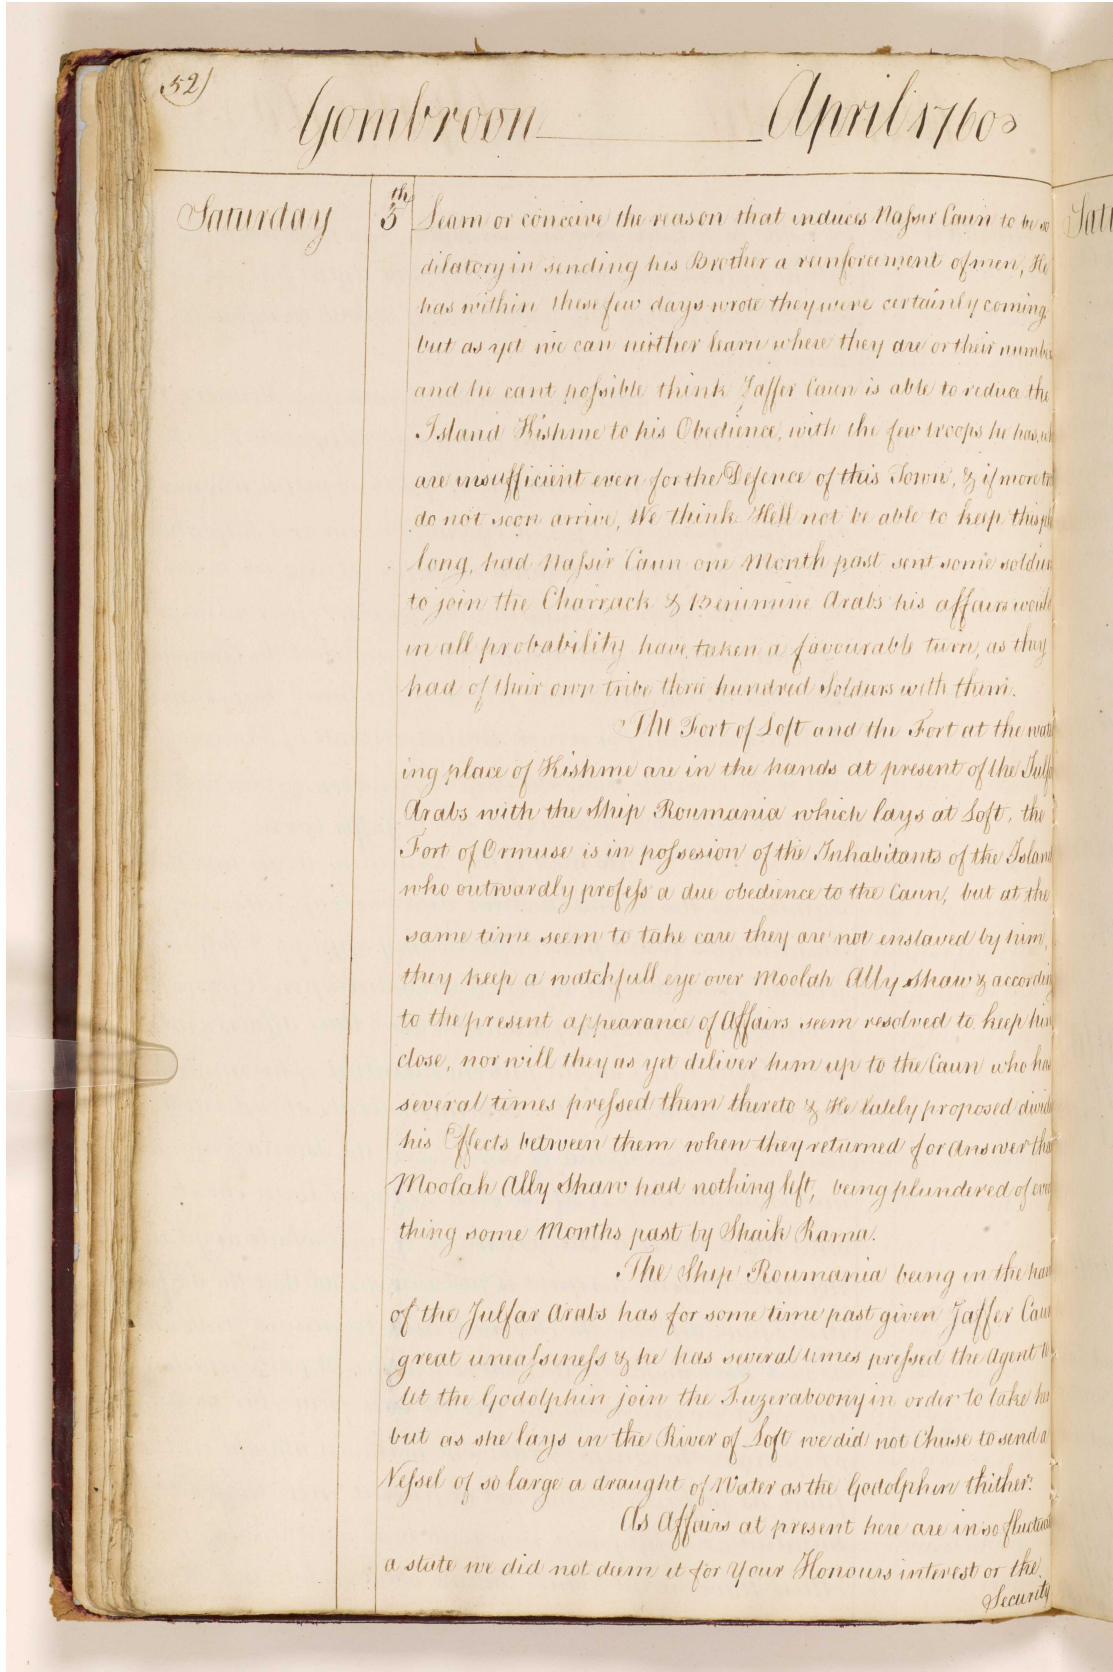 52)
Gombroon April 1760
Saturday 5th Learn or conceive the reason that induces Nassir Caun to be so
dilatory in sending his Brother a reinforcement of men, He
has within these few days wrote they were certainly coming,
but as yet we can neither learn where they are or their number
and he cant possible think Jaffer Caun is able to reduce the
Island Kishme to his Obedience, with the few troops he has,
are insufficient even for the Defence of this Town, & if more
do not soon arrive, We think Hell not be able to keep this
long, had Nassir Caun one Month past sent some soldiers
to join the Charrack & Benimine Arabs his affairs would
in all probability have taken a favourable turn, as they
had of their own tribe three hundred Soldiers with them.
The Fort of Loft and the Fort at the wat
ing place of Kishme are in the hands at present of the Julfa
Arabs with the Ship Roumania which lays at Loft, the
Fort of Ormuse is in possesion of the Inhabitants of the Island
who outwardly profess a due obedience to the Caun, but at the
same time seem to take care they are not enslaved by him,
they keep a watchfull eye over Moolah Ally Shaw & according
to the present appearance of Affairs seem resolved to keep him
close, nor will they as yet deliver him up to the Caun who has
several times pressed them thereto & He lately proposed divide
his Effects between them when they returned for Answer that
Moolah Ally Shaw had nothing left, being plundered of every
thing some Months past by Shaik Rama.
The Ship Roumania being in the han
of the Julfar Arabs has for some time past given Jaffer Caun
great uneassiness & he has several times pressed the Agent to
let the Godolphin join the Fuzeraboony in order to take her
but as she lays in the River of Loft we did not Chuse to send a
Vessel of so large a draught of Water as the Godolphin thither.
As Affairs at present here are in so fluctua
a state we did not deem it for Your Honours interest or the
Security
Sat